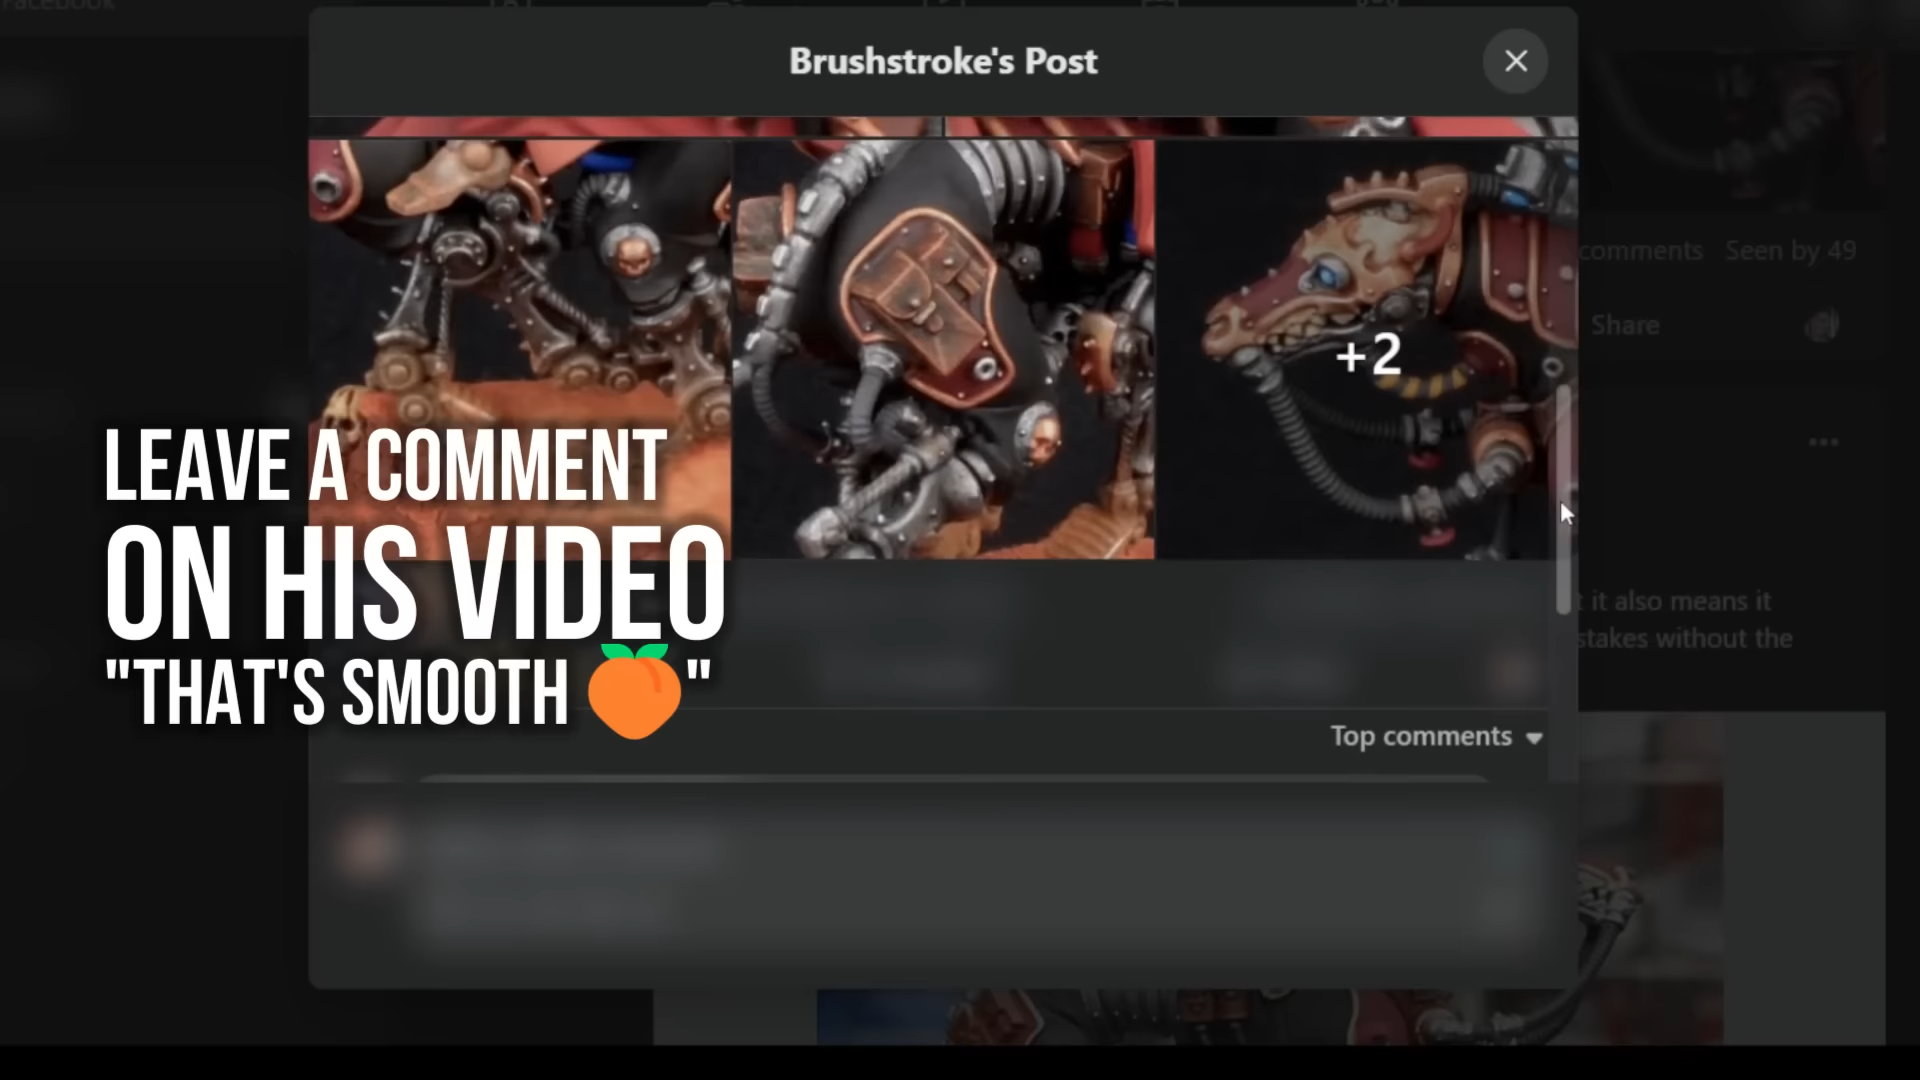 Facebook
Brushstroke's Post
comments Seen by 49
+2
Share
LEAVE A COMMENT
ON HIS VIDEO
"THAT'S SMOOTH 🍑"
it also means it
stakes without the
Top comments